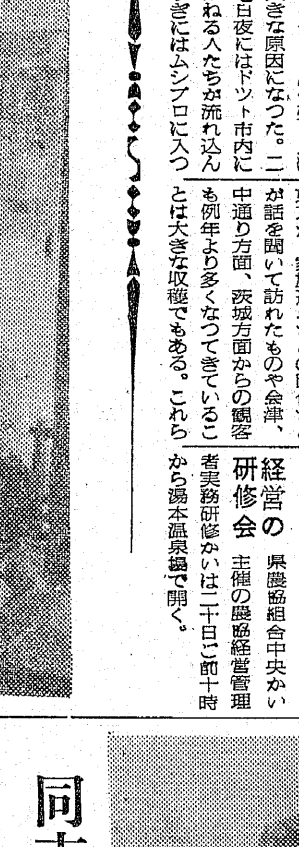 きな原因になつた。二
日夜にはドツト市内に
ねる人たちが流れ込ん
ぎにはムシブロに入つ
が話を聞いて訪れたものや会津、
中通り方面、茨城方面からの観客
も例年より多くなつてきているこ
とは大きな収穫でもある。これら
経営の
研修会
県農協組合中央かい
主催の農協経営管理
者実務研修かいは二十日ご前十時
から湯本温泉場で開く。
同